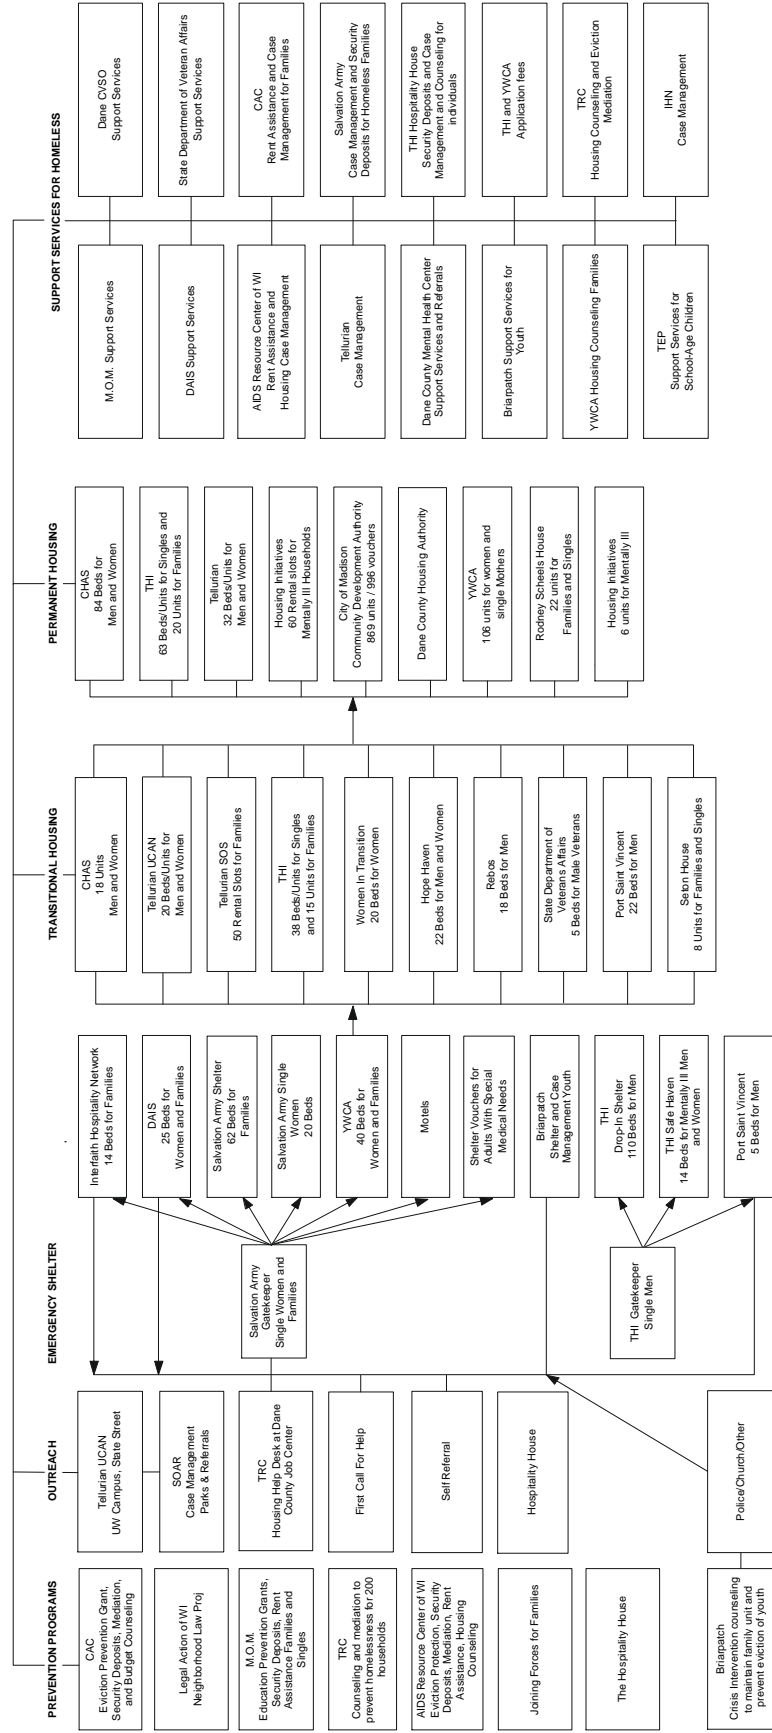 PREVENTION PROGRAMS
CAC
Eviction Prevention Grant,
Security Deposits, Mediation,
and Budget Counseling
Legal Action of WI
Neighborhood Law Proj
M.O.M.
Education Prevention Grants,
Security Deposits, Rent
Assistance Families and
Singles
TRC
Counseling and mediation to
prevent homelessness for 200
households
AIDS Resource Center of WI
Eviction Protection, Security
Deposits, Mediation, Rent
Assistance, Housing
Counseling
Joining Forces for Families
The Hospitality House
Briarpatch
Crisis Intervention counseling
to maintain family unit and
prevent eviction of youth
OUTREACH
Tellurian UCAN
UW Campus, State Street
SOAR
Case Management
Parks & Referrals
TRC
Housing Help Desk at Dane
County Job Center
First Call For Help
Self Referral
Hospitality House
Police/Church/Other
EMERGENCY SHELTER
Salvation Army
Gatekeeper
Single Women and
Families
THI Gatekeeper
Single Men
Interfaith Hospitality Network
14 Beds for Families
DAIS
25 Beds for
Women and Families
Salvation Army Shelter
62 Beds for
Families
Salvation Army Single
Women
20 Beds
YWCA
40 Beds for
Women and Families
Motels
Shelter Vouchers for
Adults With Special
Medical Needs
Briarpatch
Shelter and Case
Management Youth
THI
Drop-In Shelter
110 Beds for Men
THI Safe Haven
14 Beds for Mentally Ill Men
and Women
Port Saint Vincent
5 Beds for Men
TRANSITIONAL HOUSING
CHAS
18 Units
Men and Women
Tellurian UCAN
20 Beds/Units for
Men and Women
Tellurian SOS
50 Rental Slots for Families
THI
38 Beds/Units for Singles
and 15 Units for Families
Women In Transition
20 Beds for Women
Hope Haven
22 Beds for Men and Women
Rebos
18 Beds for Men
State Department of
Veterans Affairs
5 Beds for Male Veterans
Port Saint Vincent
22 Beds for Men
Seton House
8 Units for Families and Singles
PERMANENT HOUSING
CHAS
84 Beds for
Men and Women
THI
63 Beds/Units for Singles and
20 Units for Families
Tellurian
32 Beds/Units for
Men and Women
Housing Initiatives
60 Rental slots for
Mentally Ill Households
City of Madison
Community Development Authority
869 units / 996 vouchers
Dane County Housing Authority
YWCA
106 units for women and
single Mothers
Rodney Scheels House
22 units for
Families and Singles
Housing Initiatives
6 units for Mentally Ill
SUPPORT SERVICES FOR HOMELESS
M.O.M. Support Services
DAIS Support Services
AIDS Resource Center of WI
Rent Assistance and
Housing Case Management
Tellurian
Case Management
Dane County Mental Health Center
Support Services and Referrals
Briarpatch Support Services for
Youth
YWCA Housing Counseling Families
TEP
Support Services for
School-Age Children
Dane CVSO
Support Services
State Department of Veteran Affairs
Support Services
CAC
Rent Assistance and Case
Management for Families
Salvation Army
Case Management and Security
Deposits for Homeless Families
THI Hospitality House
Security Deposits and Case
Management and Counseling for
individuals
THI and YWCA
Application fees
TRC
Housing Counseling and Eviction
Mediation
IHN
Case Management